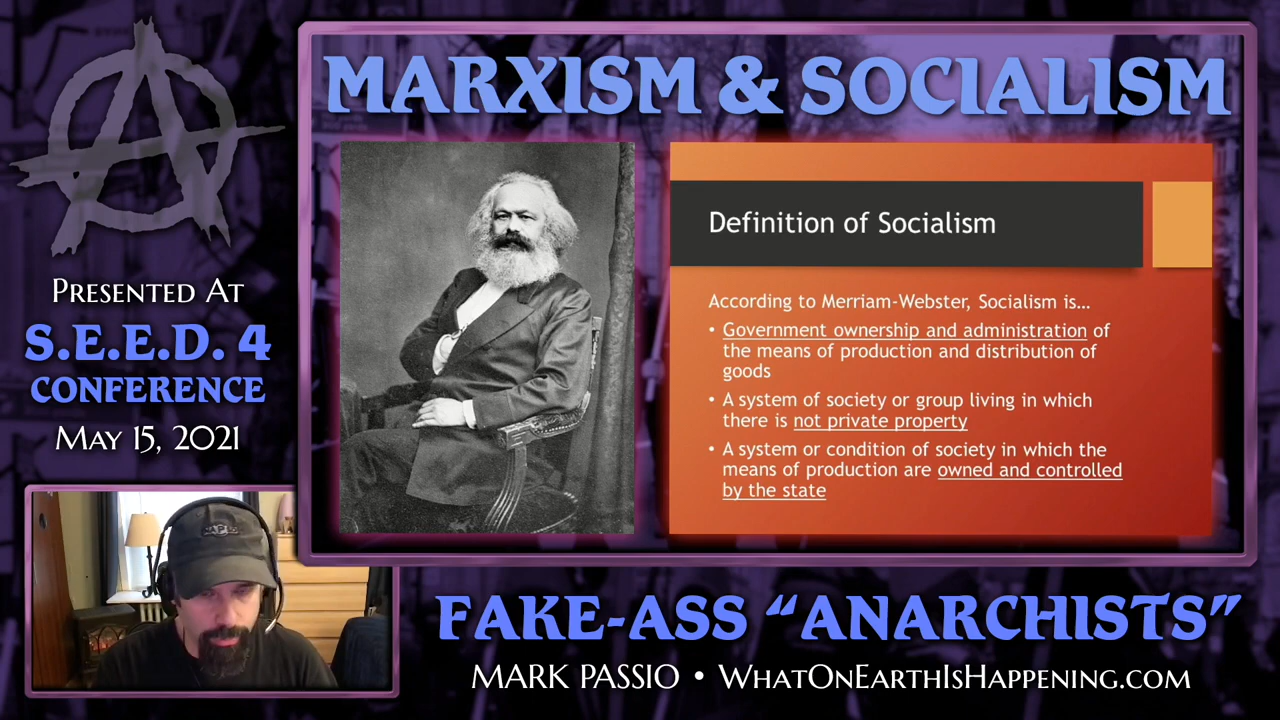 MARXISM & SOCIALISM
Definition of Socialism
According to Merriam-Webster, Socialism is…
• Government ownership and administration of
the means of production and distribution of
goods
• A system of society or group living in which
there is not private property
• A system or condition of society in which the
means of production are owned and controlled
by the state
PRESENTED AT
S.E.E.D. 4
CONFERENCE
MAY 15, 2021
FAKE-ASS “ANARCHISTS”
MARK PASSIO • WHATONEARTHISHAPPENING.COM